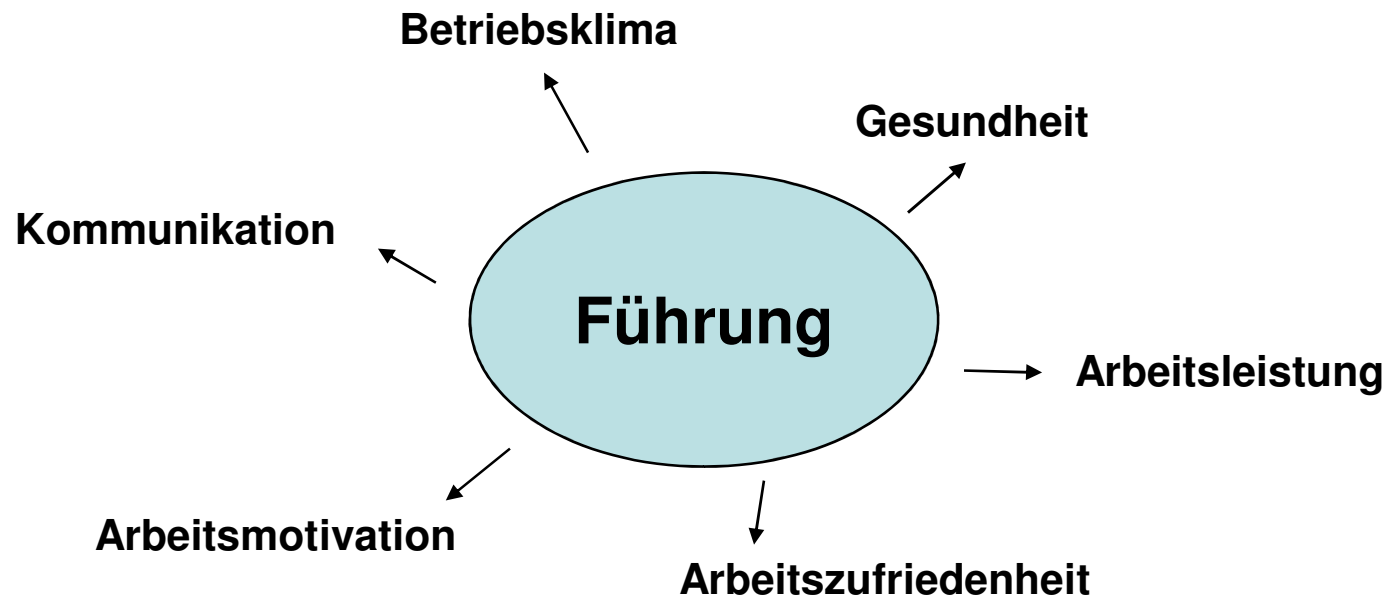 Betriebsklima
Gesundheit
Kommunikation
Führung
Arbeitsleistung
Arbeitsmotivation
Arbeitszufriedenheit